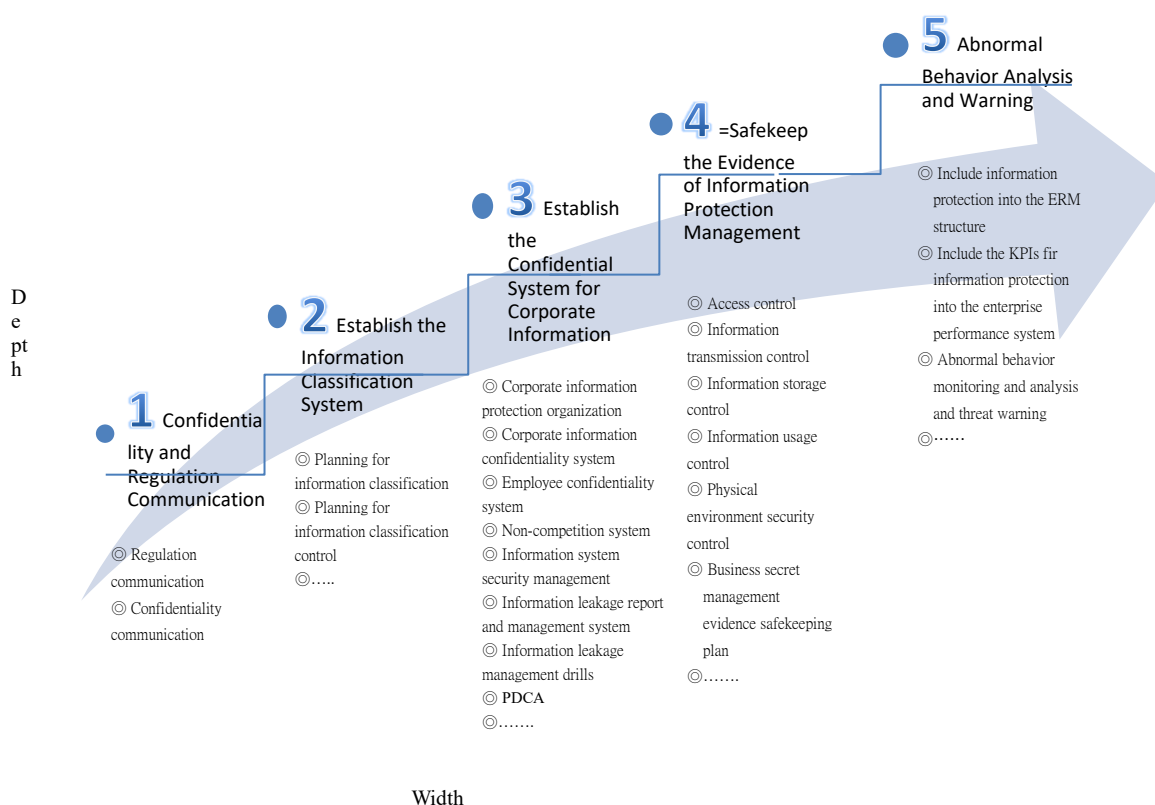 5 Abnormal
Behavior Analysis
and Warning
◎ Include information
protection into the ERM
structure
◎ Include the KPIs fir
information protection
into the enterprise
performance system
◎ Abnormal behavior
monitoring and analysis
and threat warning
◎……
4 =Safekeep
the Evidence
of Information
Protection
Management
◎ Access control
◎ Information
transmission control
◎ Information storage
control
◎ Information usage
control
◎ Physical
environment security
control
◎ Business secret
management
evidence safekeeping
plan
◎…….
3 Establish
the
Confidential
System for
Corporate
Information
◎ Corporate information
protection organization
◎ Corporate information
confidentiality system
◎ Employee confidentiality
system
◎ Non-competition system
◎ Information system
security management
◎ Information leakage report
and management system
◎ Information leakage
management drills
◎ PDCA
◎…….
2 Establish the
Information
Classification
System
◎ Planning for
information classification
◎ Planning for
information classification
control
◎…..
1 Confidentia
lity and
Regulation
Communication
◎ Regulation
communication
◎ Confidentiality
communication
D
e
pt
h
Width